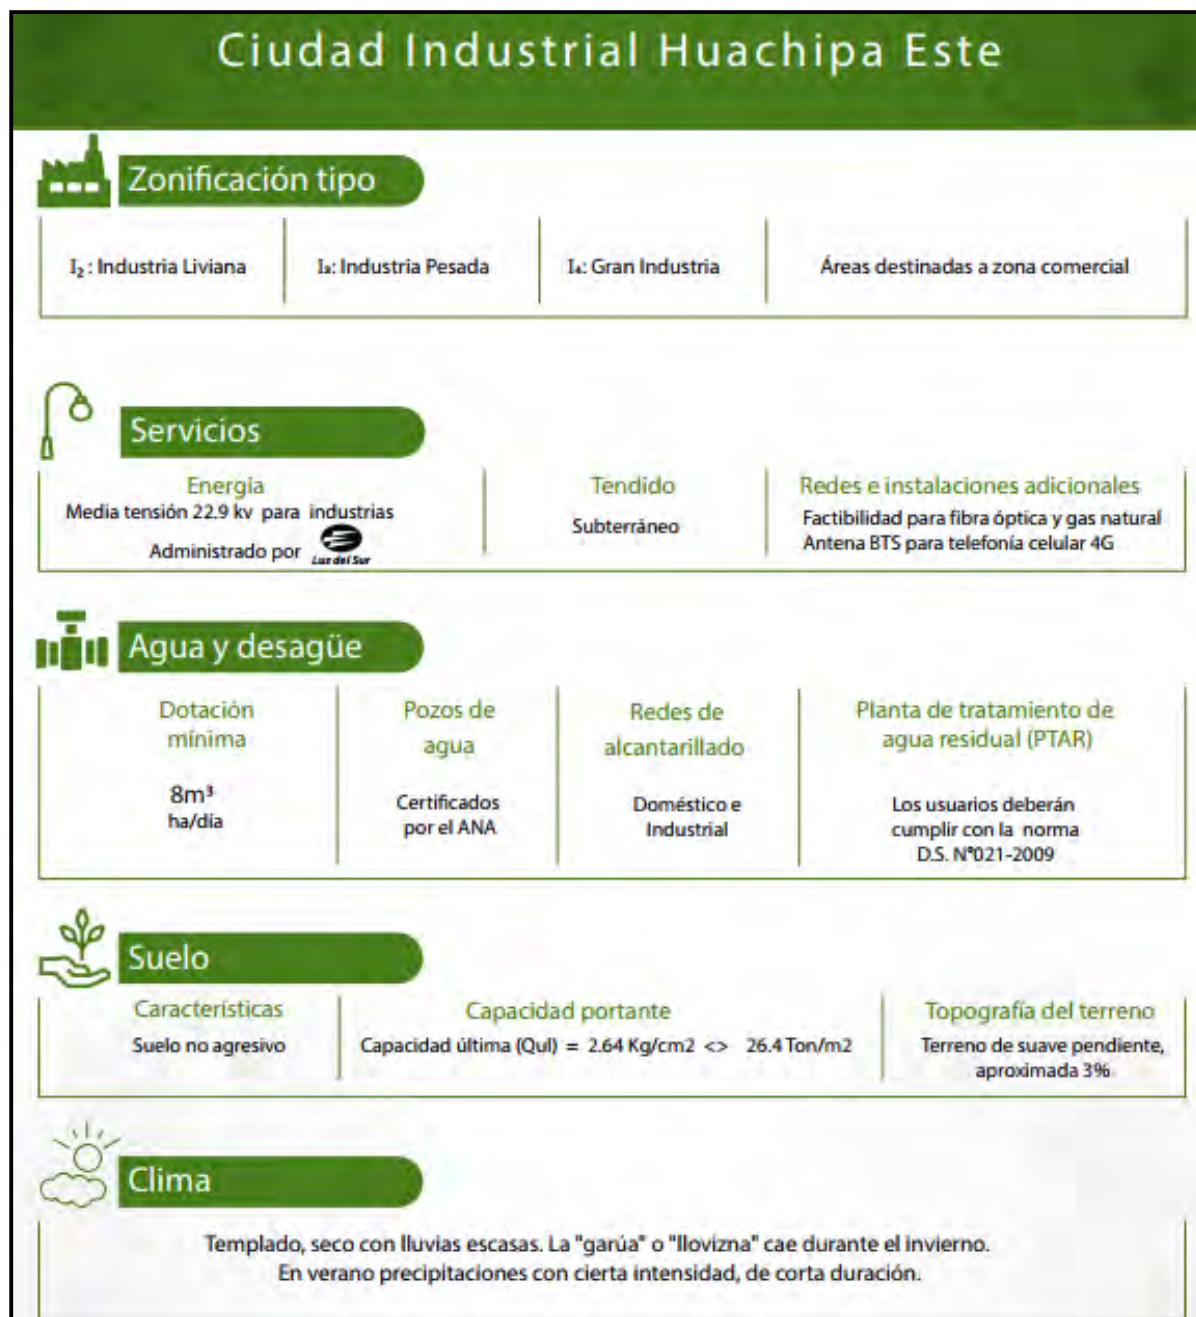 Ciudad Industrial Huachipa Este
Zonificación tipo
I₂ : Industria Liviana
I₃: Industria Pesada
I₄: Gran Industria
Áreas destinadas a zona comercial
Servicios
Energía
Media tensión 22.9 kv para industrias
Administrado por Luz del Sur
Tendido
Subterráneo
Redes e instalaciones adicionales
Factibilidad para fibra óptica y gas natural
Antena BTS para telefonía celular 4G
Agua y desagüe
Dotación
mínima
8m³
ha/día
Pozos de
agua
Certificados
por el ANA
Redes de
alcantarillado
Doméstico e
Industrial
Planta de tratamiento de
agua residual (PTAR)
Los usuarios deberán
cumplir con la norma
D.S. N°021-2009
Suelo
Características
Suelo no agresivo
Capacidad portante
Capacidad última (Qul) = 2.64 Kg/cm2 <> 26.4 Ton/m2
Topografía del terreno
Terreno de suave pendiente,
aproximada 3%
Clima
Templado, seco con lluvias escasas. La "garúa" o "llovizna" cae durante el invierno.
En verano precipitaciones con cierta intensidad, de corta duración.